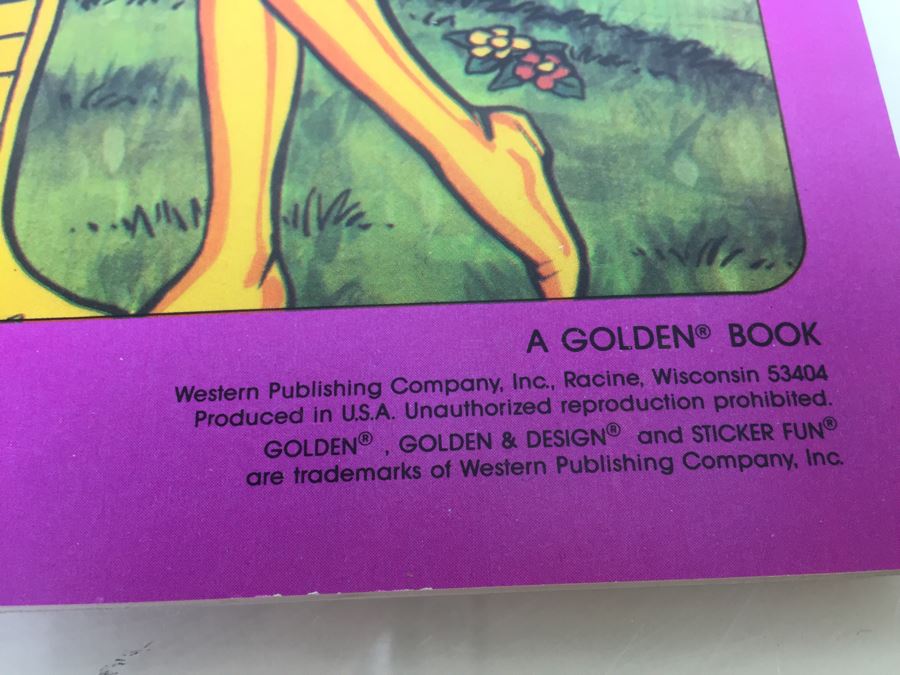 A GOLDEN® BOOK
Western Publishing Company, Inc., Racine, Wisconsin 53404
Produced in U.S.A. Unauthorized reproduction prohibited.
GOLDEN® , GOLDEN & DESIGN® and STICKER FUN®
are trademarks of Western Publishing Company, Inc.